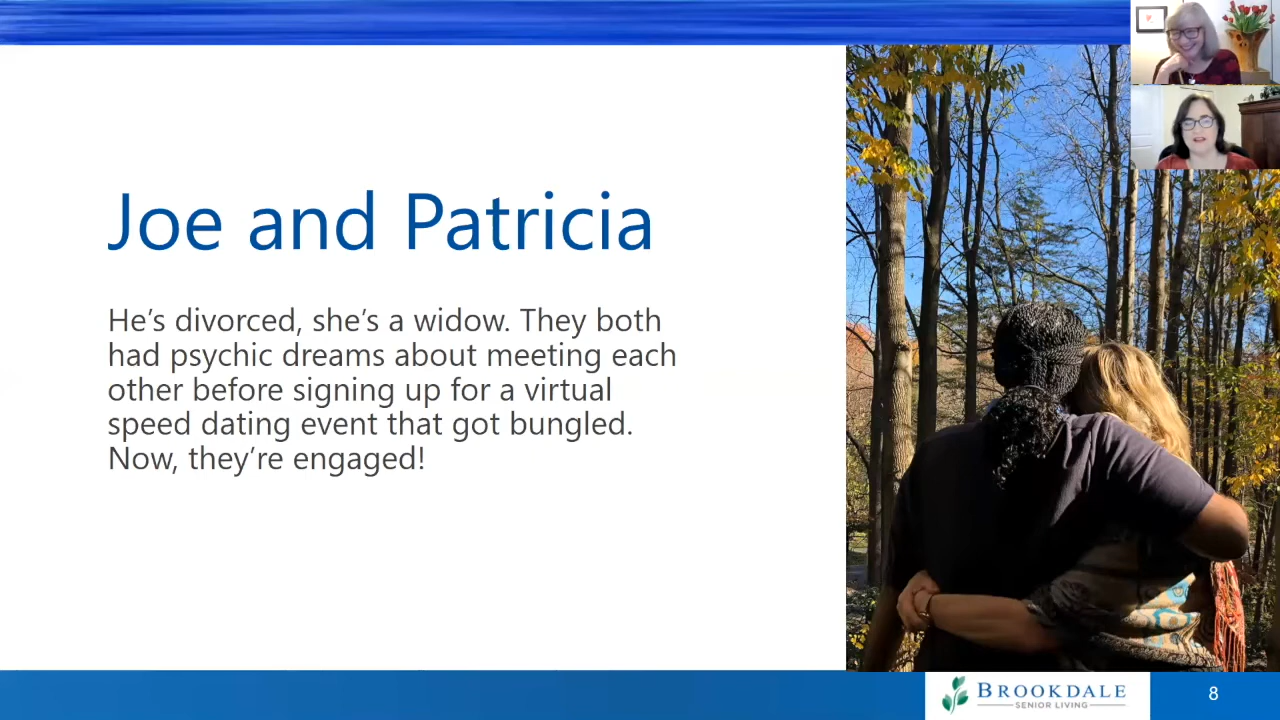 Joe and Patricia
He’s divorced, she’s a widow. They both
had psychic dreams about meeting each
other before signing up for a virtual
speed dating event that got bungled.
Now, they’re engaged!
BROOKDALE
SENIOR LIVING
8